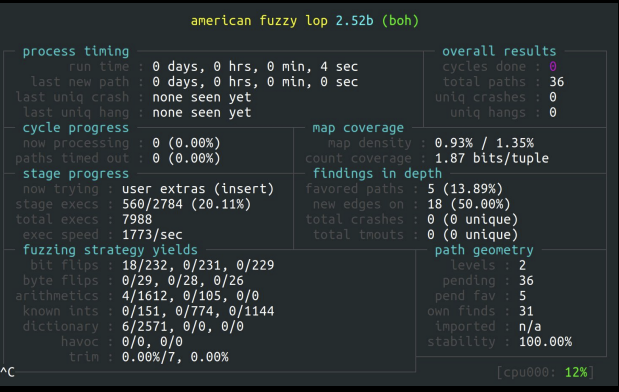 american fuzzy lop 2.52b (boh)
process timing
overall results
run time : 0 days, 0 hrs, 0 min, 4 sec
cycles done : 0
last new path : 0 days, 0 hrs, 0 min, 0 sec
total paths : 36
last uniq crash : none seen yet
uniq crashes : 0
last uniq hang : none seen yet
uniq hangs : 0
cycle progress
map coverage
now processing : 0 (0.00%)
map density : 0.93% / 1.35%
paths timed out : 0 (0.00%)
count coverage : 1.87 bits/tuple
stage progress
findings in depth
now trying : user extras (insert)
favored paths : 5 (13.89%)
stage execs : 560/2784 (20.11%)
new edges on : 18 (50.00%)
total execs : 7988
total crashes : 0 (0 unique)
exec speed : 1773/sec
total tmouts : 0 (0 unique)
fuzzing strategy yields
path geometry
bit flips : 18/232, 0/231, 0/229
levels : 2
byte flips : 0/29, 0/28, 0/26
pending : 36
arithmetics : 4/1612, 0/105, 0/0
pend fav : 5
known ints : 0/151, 0/774, 0/1144
own finds : 31
dictionary : 6/2571, 0/0, 0/0
imported : n/a
havoc : 0/0, 0/0
stability : 100.00%
trim : 0.00%/7, 0.00%
^C
[cpu000: 12%]